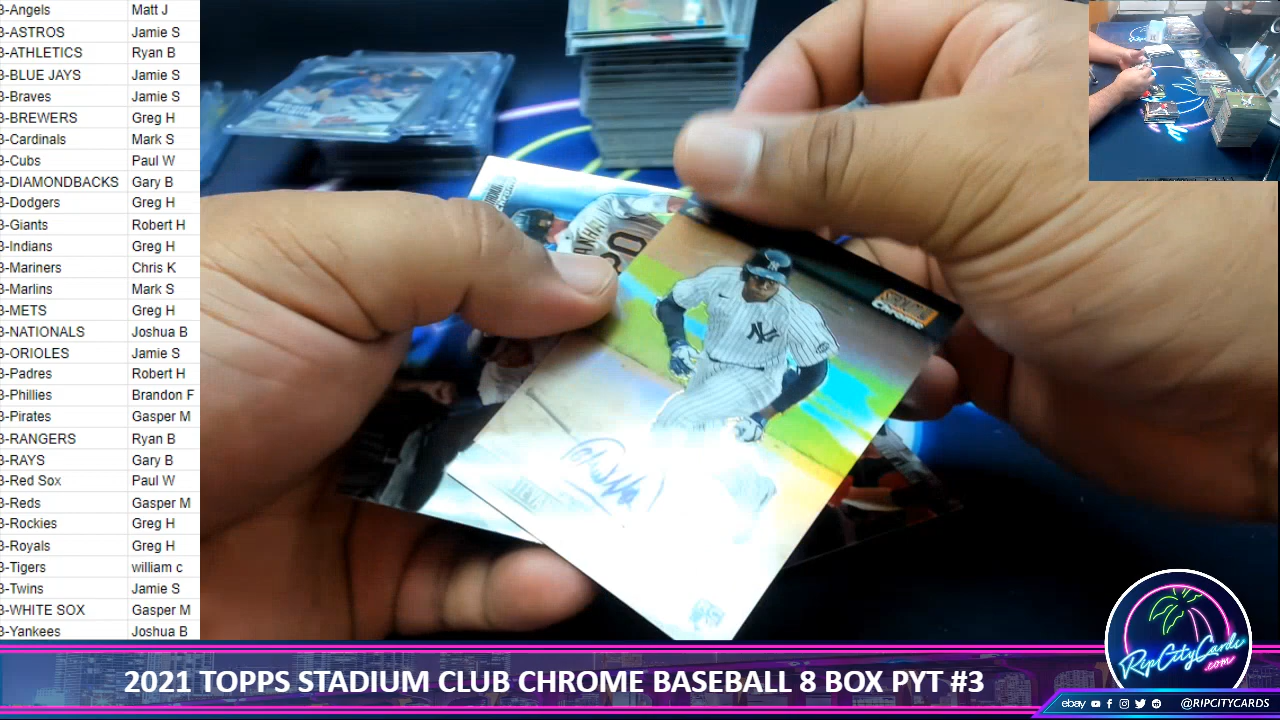 3-Angels Matt J
3-ASTROS Jamie S
3-ATHLETICS Ryan B
3-BLUE JAYS Jamie S
3-Braves Jamie S
3-BREWERS Greg H
3-Cardinals Mark S
3-Cubs Paul W
3-DIAMONDBACKS Gary B
3-Dodgers Greg H
3-Giants Robert H
3-Indians Greg H
3-Mariners Chris K
3-Marlins Mark S
3-METS Greg H
3-NATIONALS Joshua B
3-ORIOLES Jamie S
3-Padres Robert H
3-Phillies Brandon F
3-Pirates Gasper M
3-RANGERS Ryan B
3-RAYS Gary B
3-Red Sox Paul W
3-Reds Gasper M
3-Rockies Greg H
3-Royals Greg H
3-Tigers william c
3-Twins Jamie S
3-WHITE SOX Gasper M
3-Yankees Joshua B
Chrome
NY
RipCityCards
.com
2021 TOPPS STADIUM CLUB CHROME BASEBALL 8 BOX PYT #3
ebay @RIPCITYCARDS